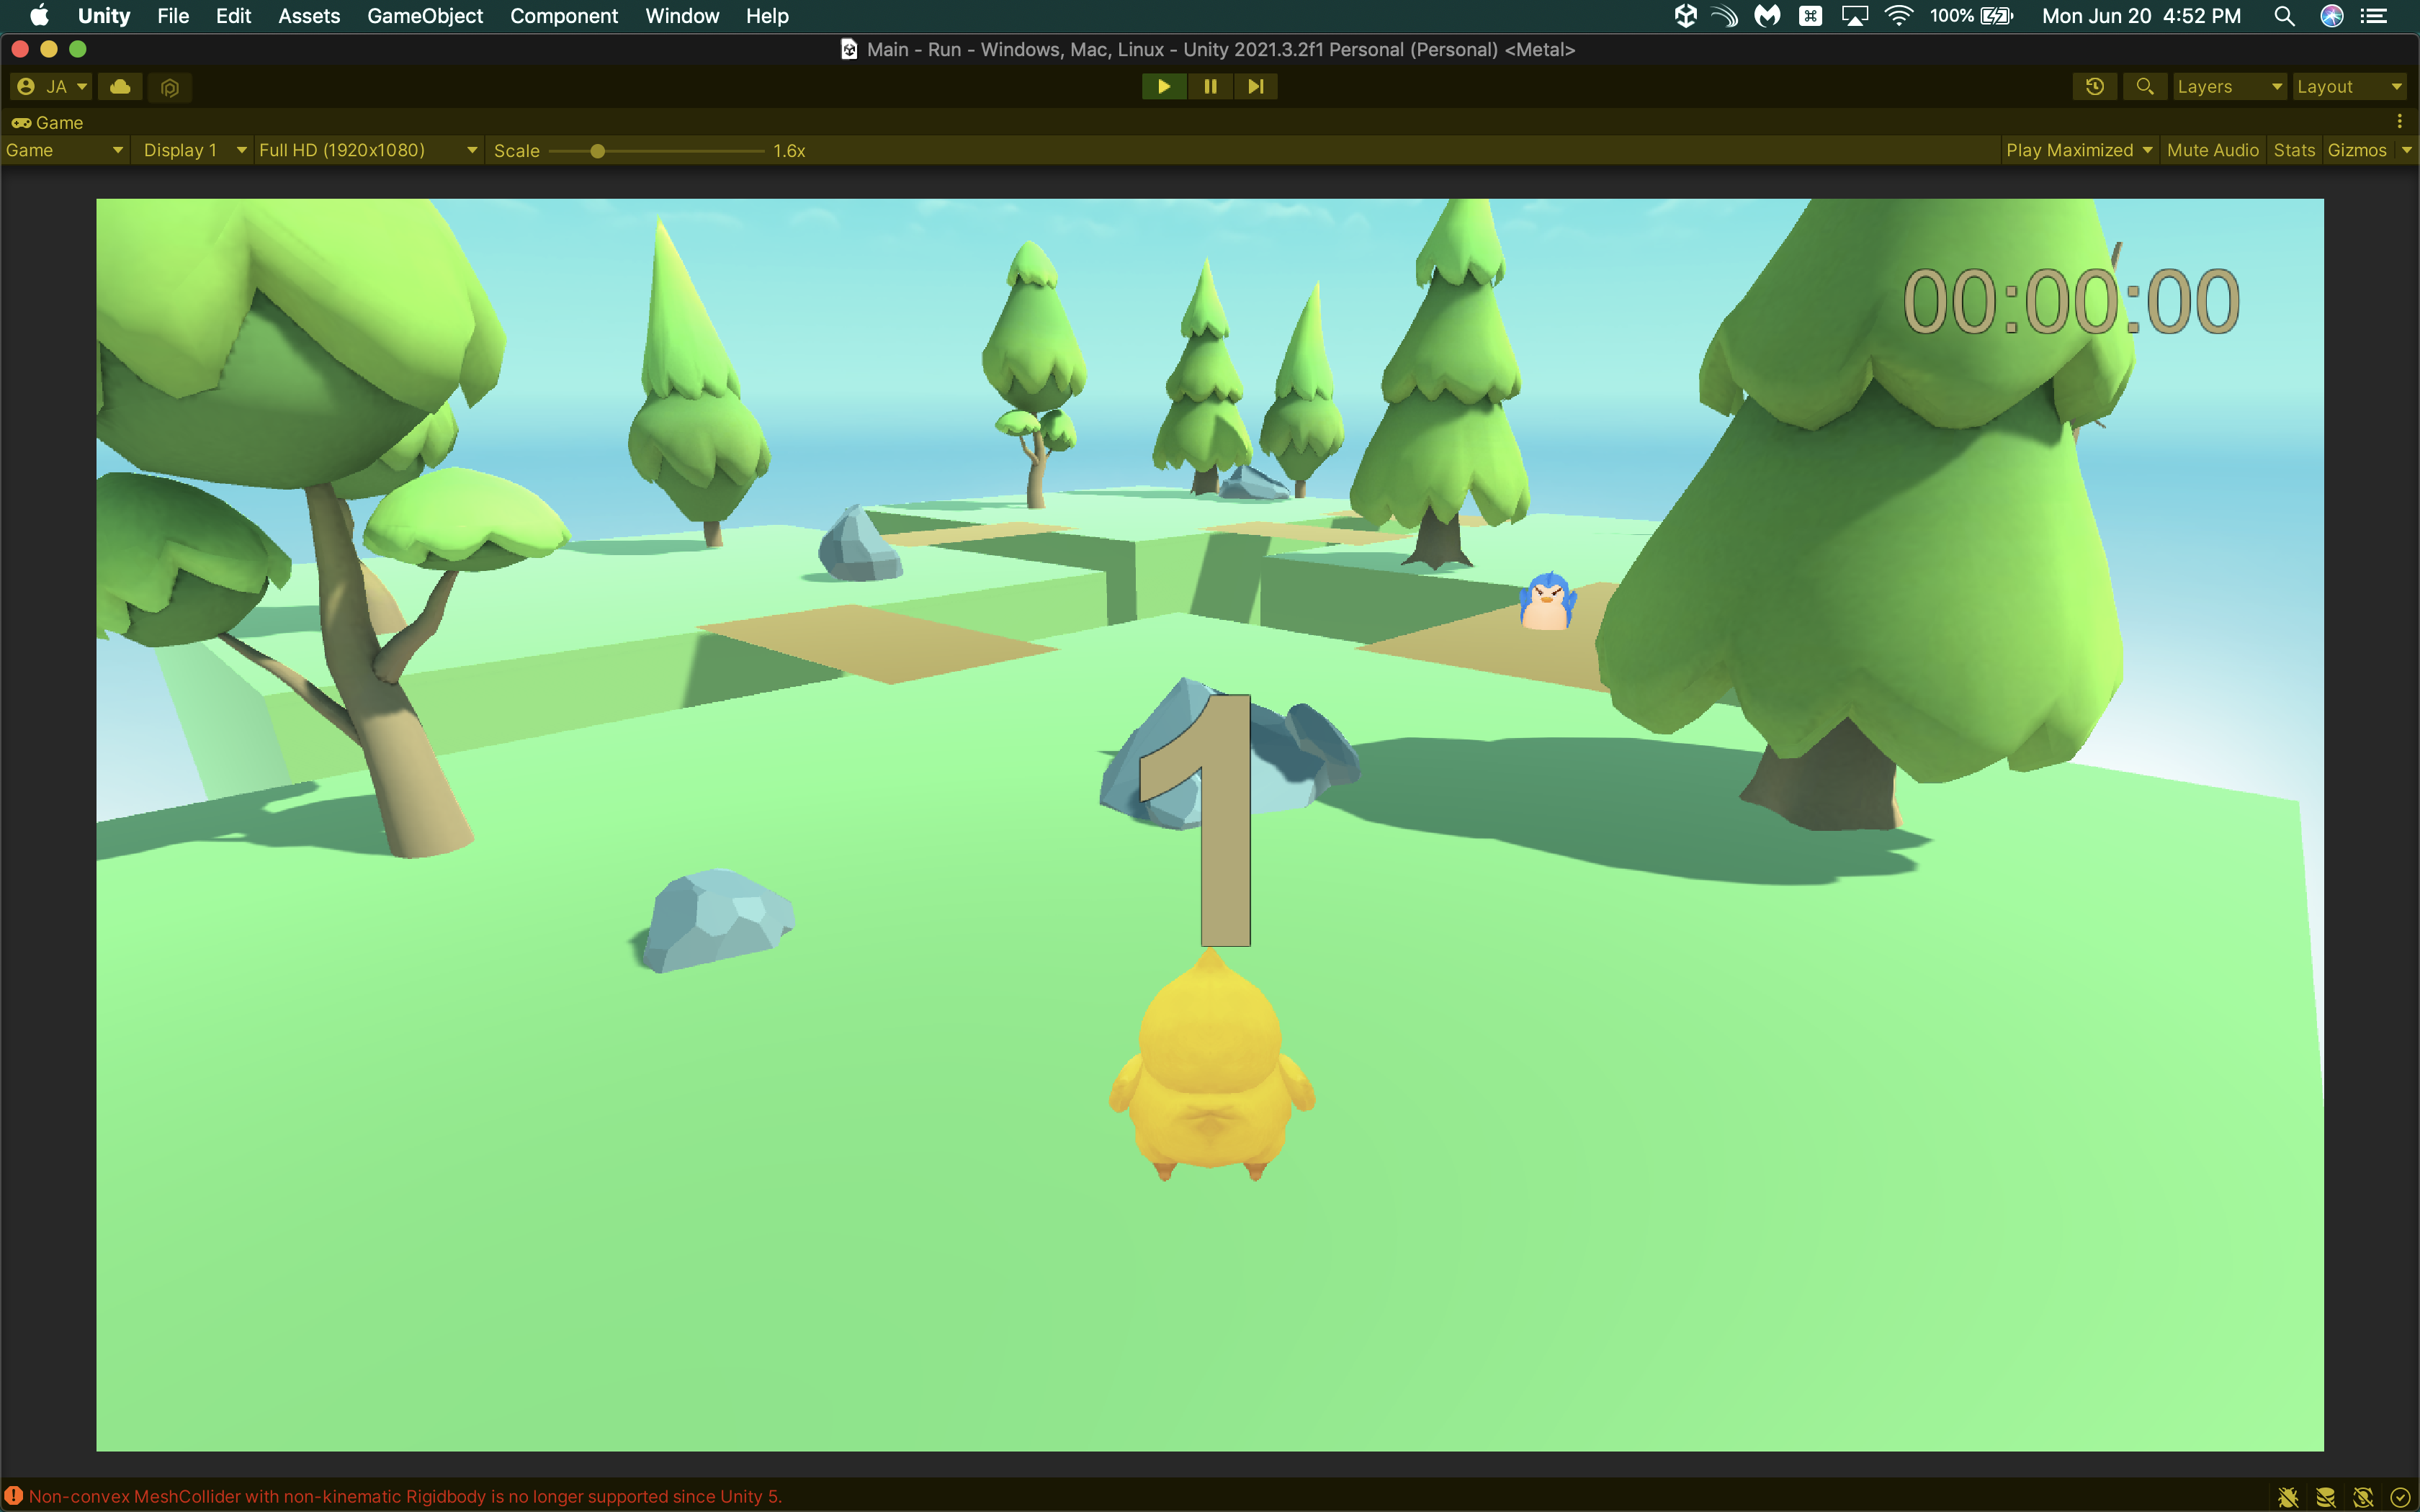 Unity File Edit Assets GameObject Component Window Help 100% Mon Jun 20 4:52 PM
Main - Run - Windows, Mac, Linux - Unity 2021.3.2f1 Personal (Personal) <Metal>
JA Layers Layout
Game
Game Display 1 Full HD (1920x1080) Scale 1.6x Play Maximized Mute Audio Stats Gizmos
00:00:00
1
Non-convex MeshCollider with non-kinematic Rigidbody is no longer supported since Unity 5.